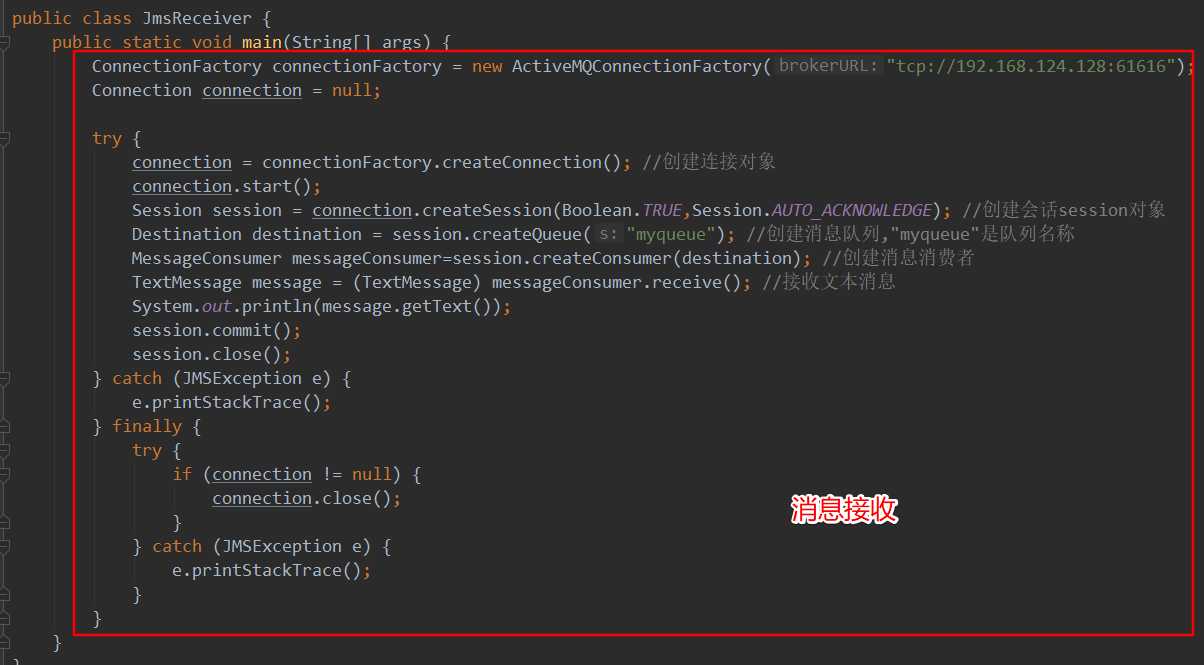 public class JmsReceiver {
    public static void main(String[] args) {
        ConnectionFactory connectionFactory = new ActiveMQConnectionFactory( brokerURL: "tcp://192.168.124.128:61616");
        Connection connection = null;

        try {
            connection = connectionFactory.createConnection(); //创建连接对象
            connection.start();
            Session session = connection.createSession(Boolean.TRUE,Session.AUTO_ACKNOWLEDGE); //创建会话session对象
            Destination destination = session.createQueue( s: "myqueue"); //创建消息队列,"myqueue"是队列名称
            MessageConsumer messageConsumer=session.createConsumer(destination); //创建消息消费者
            TextMessage message = (TextMessage) messageConsumer.receive(); //接收文本消息
            System.out.println(message.getText());
            session.commit();
            session.close();
        } catch (JMSException e) {
            e.printStackTrace();
        } finally {
            try {
                if (connection != null) {
                    connection.close();
消息接收
                }
            } catch (JMSException e) {
                e.printStackTrace();
            }
        }
    }
}